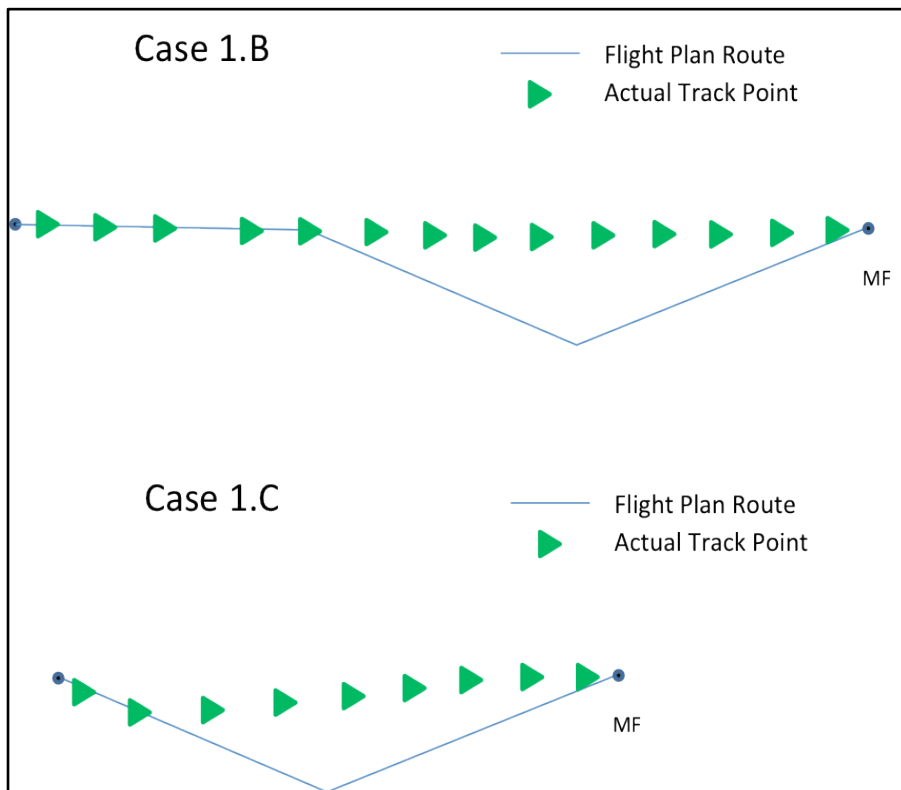 Case 1.B
Flight Plan Route
Actual Track Point
MF
Case 1.C
Flight Plan Route
Actual Track Point
MF